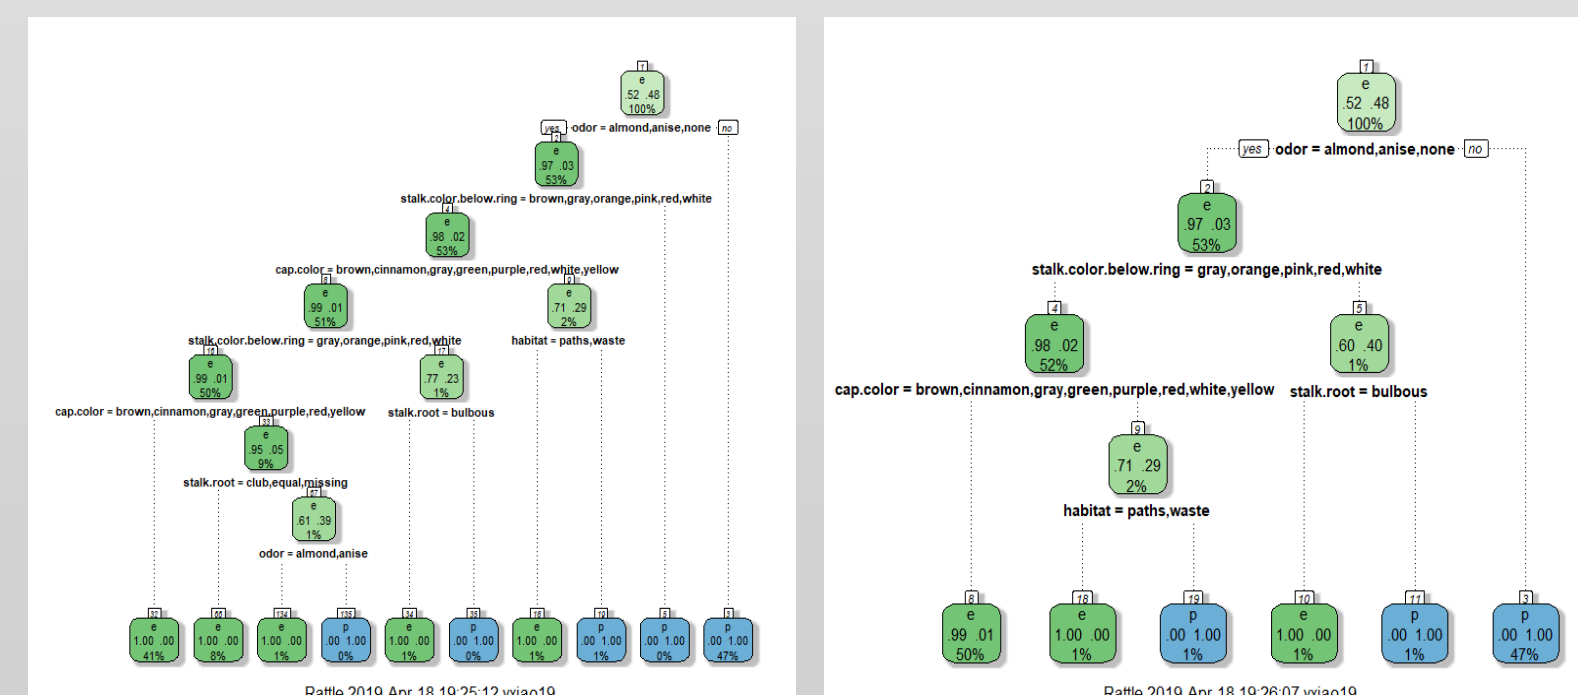 1
e
.52 .48
100%
yes odor = almond,anise,none no
2
e
.97 .03
53%
stalk.color.below.ring = brown,gray,orange,pink,red,white
4
e
.98 .02
53%
cap.color = brown,cinnamon,gray,green,purple,red,white,yellow
8
e
.99 .01
51%
9
e
.71 .29
2%
stalk.color.below.ring = gray,orange,pink,red,white
habitat = paths,waste
16
e
.99 .01
50%
17
e
.77 .23
1%
cap.color = brown,cinnamon,gray,green,purple,red,yellow
stalk.root = bulbous
33
e
.95 .05
9%
stalk.root = club,equal,missing
67
e
.61 .39
1%
odor = almond,anise
32
e
1.00 .00
41%
66
e
1.00 .00
8%
134
e
1.00 .00
1%
135
p
.00 1.00
0%
34
e
1.00 .00
1%
35
p
.00 1.00
0%
18
e
1.00 .00
1%
19
p
.00 1.00
1%
5
p
.00 1.00
0%
3
p
.00 1.00
47%
Rattle 2019 Apr 18 19:25:12 yxiao19
1
e
.52 .48
100%
yes odor = almond,anise,none no
2
e
.97 .03
53%
stalk.color.below.ring = gray,orange,pink,red,white
4
e
.98 .02
52%
5
e
.60 .40
1%
cap.color = brown,cinnamon,gray,green,purple,red,white,yellow
stalk.root = bulbous
9
e
.71 .29
2%
habitat = paths,waste
8
e
.99 .01
50%
18
e
1.00 .00
1%
19
p
.00 1.00
1%
10
e
1.00 .00
1%
11
p
.00 1.00
1%
3
p
.00 1.00
47%
Rattle 2019 Apr 18 19:26:07 yxiao19